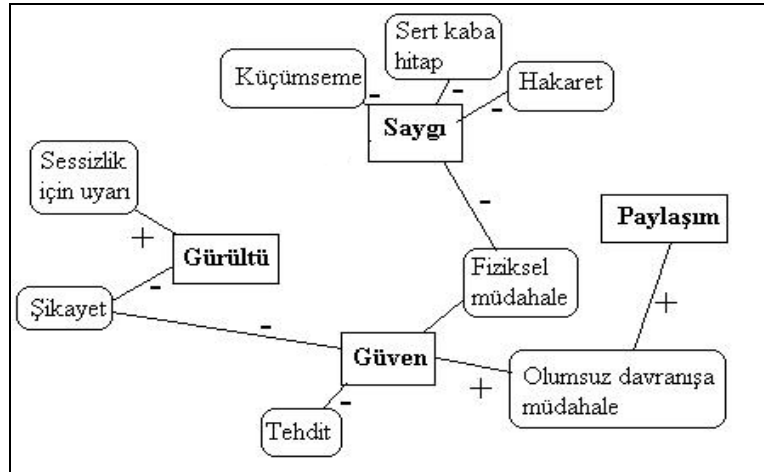 Sert kaba
hitap
Küçümseme
-
-
Hakaret
-
Saygı
Sessizlik
için uyarı
-
Paylaşım
+
Gürültü
Fiziksel
müdahale
-
Şikayet
-
+
Güven
+
Olumsuz davranışa
müdahale
-
Tehdit